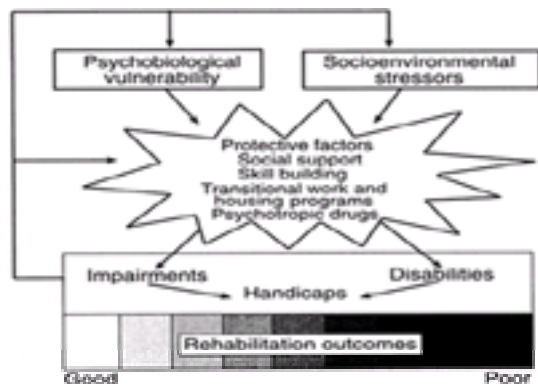 Psychobiological
vulnerability
Socioenvironmental
stressors
Protective factors
Social support
Skill building
Transitional work and
housing programs
Psychotropic drugs
Impairments
Disabilities
Handicaps
Rehabilitation outcomes
Good
Poor